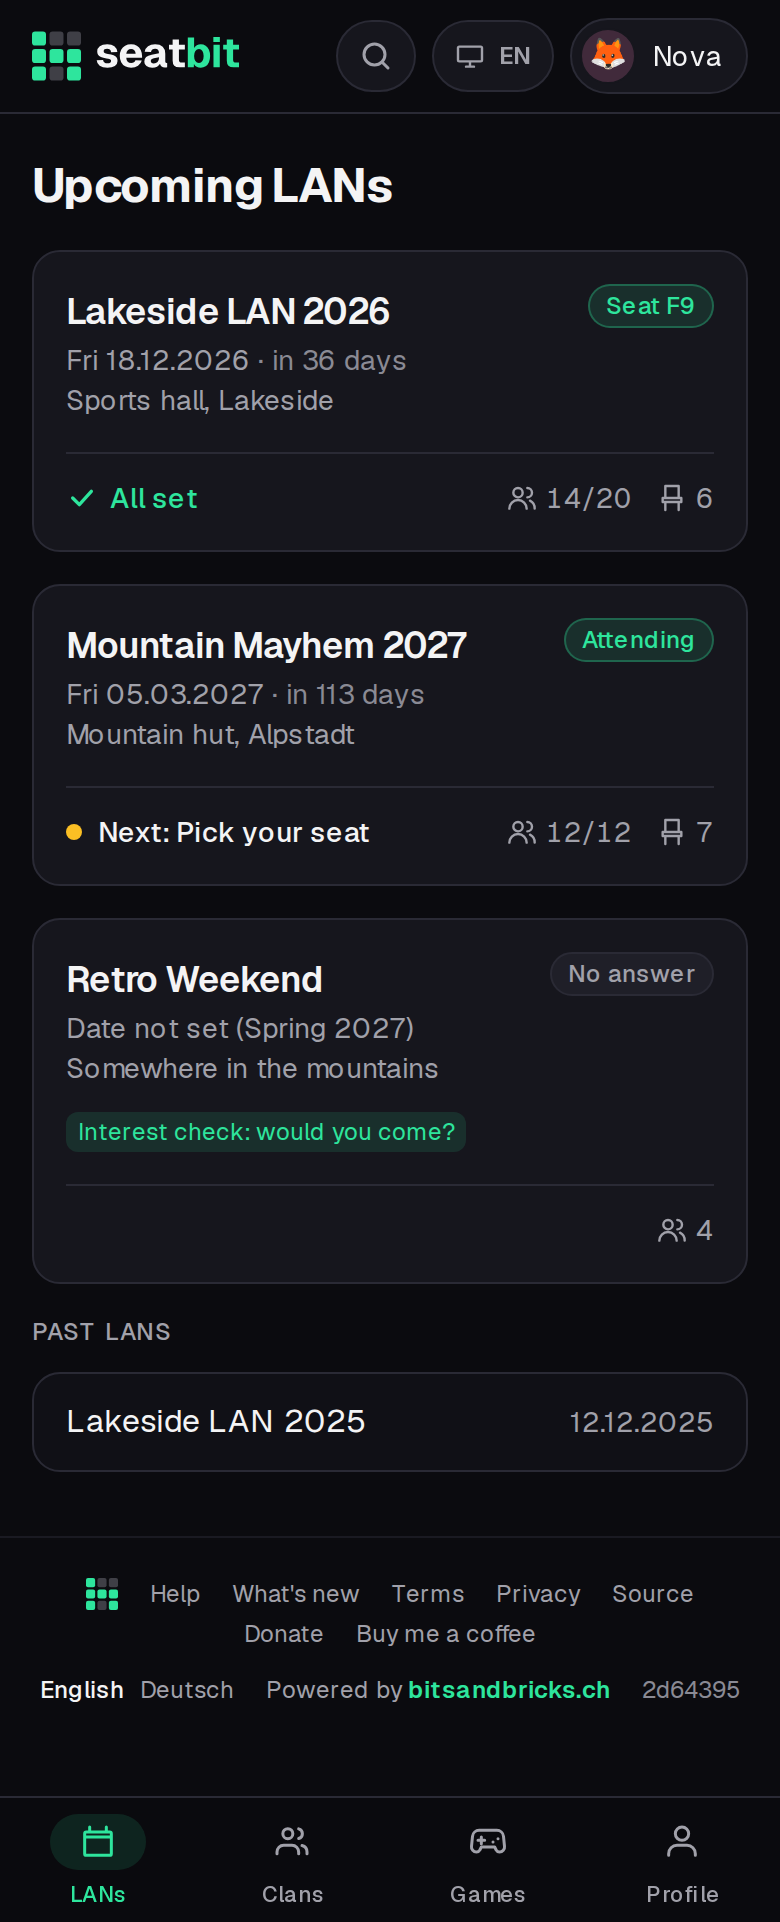 seatbit
EN
Nova
Upcoming LANs
Lakeside LAN 2026
Seat F9
Fri 18.12.2026 · in 36 days
Sports hall, Lakeside
All set
14/20
6
Mountain Mayhem 2027
Attending
Fri 05.03.2027 · in 113 days
Mountain hut, Alpstadt
Next: Pick your seat
12/12
7
Retro Weekend
No answer
Date not set (Spring 2027)
Somewhere in the mountains
Interest check: would you come?
4
PAST LANS
Lakeside LAN 2025
12.12.2025
Help What's new Terms Privacy Source
Donate Buy me a coffee
English Deutsch Powered by bitsandbricks.ch 2d64395
LANs Clans Games Profile